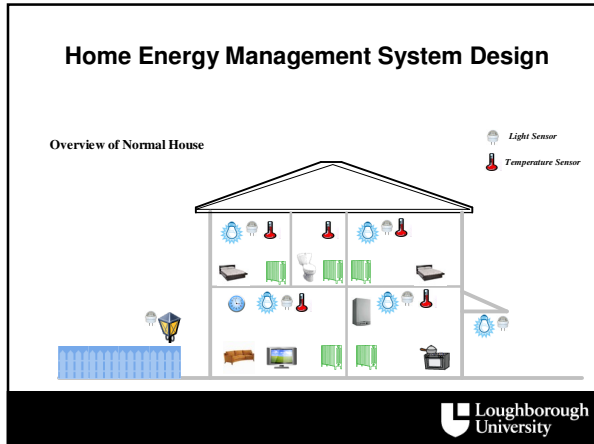 Home Energy Management System Design
Light Sensor
Overview of Normal House
Temperature Sensor
Loughborough
University